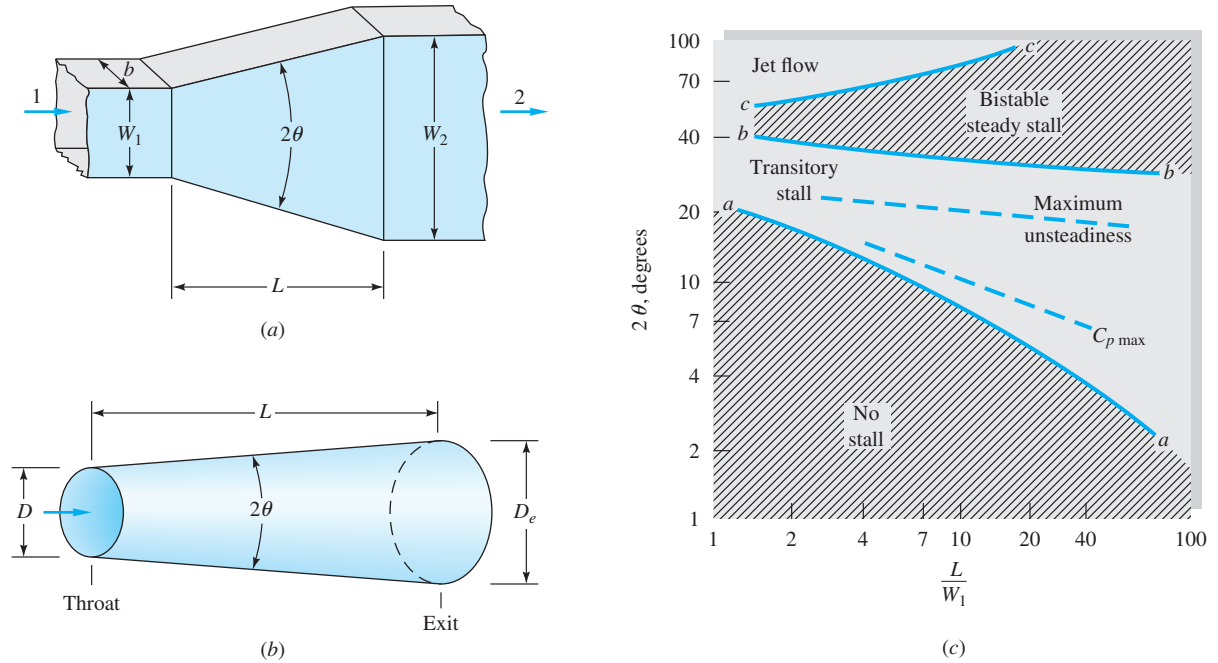 b
1
W₁
2θ
W₂
2
L
(a)
L
D
2θ
Dₑ
Throat
Exit
(b)
100
70
40
20
10
7
4
2
1
2 θ, degrees
Jet flow
c
c
Bistable
steady stall
b
b
Transitory
stall
Maximum
unsteadiness
a
a
C_{p max}
No
stall
1
2
4
7
10
20
40
100
L
W₁
(c)